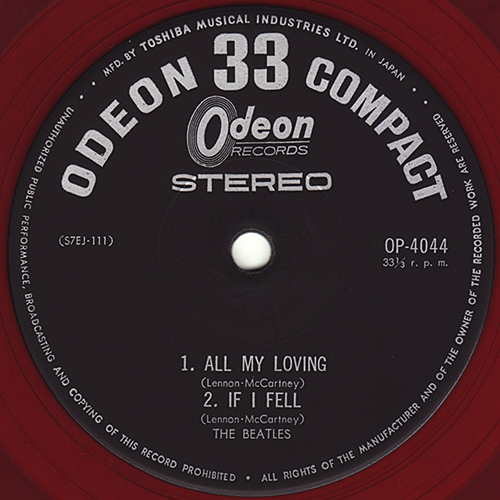 MFD. BY TOSHIBA MUSICAL INDUSTRIES LTD. IN JAPAN
ODEON 33 COMPACT
Odeon
RECORDS
STEREO
(S7EJ-111)
OP-4044
33⅓ r. p. m.
1. ALL MY LOVING
(Lennon-McCartney)
2. IF I FELL
(Lennon-McCartney)
THE BEATLES
UNAUTHORIZED PUBLIC PERFORMANCE, BROADCASTING AND COPYING OF THIS RECORD PROHIBITED • ALL RIGHTS OF THE MANUFACTURER AND OF THE OWNER OF THE RECORDED WORK ARE RESERVED